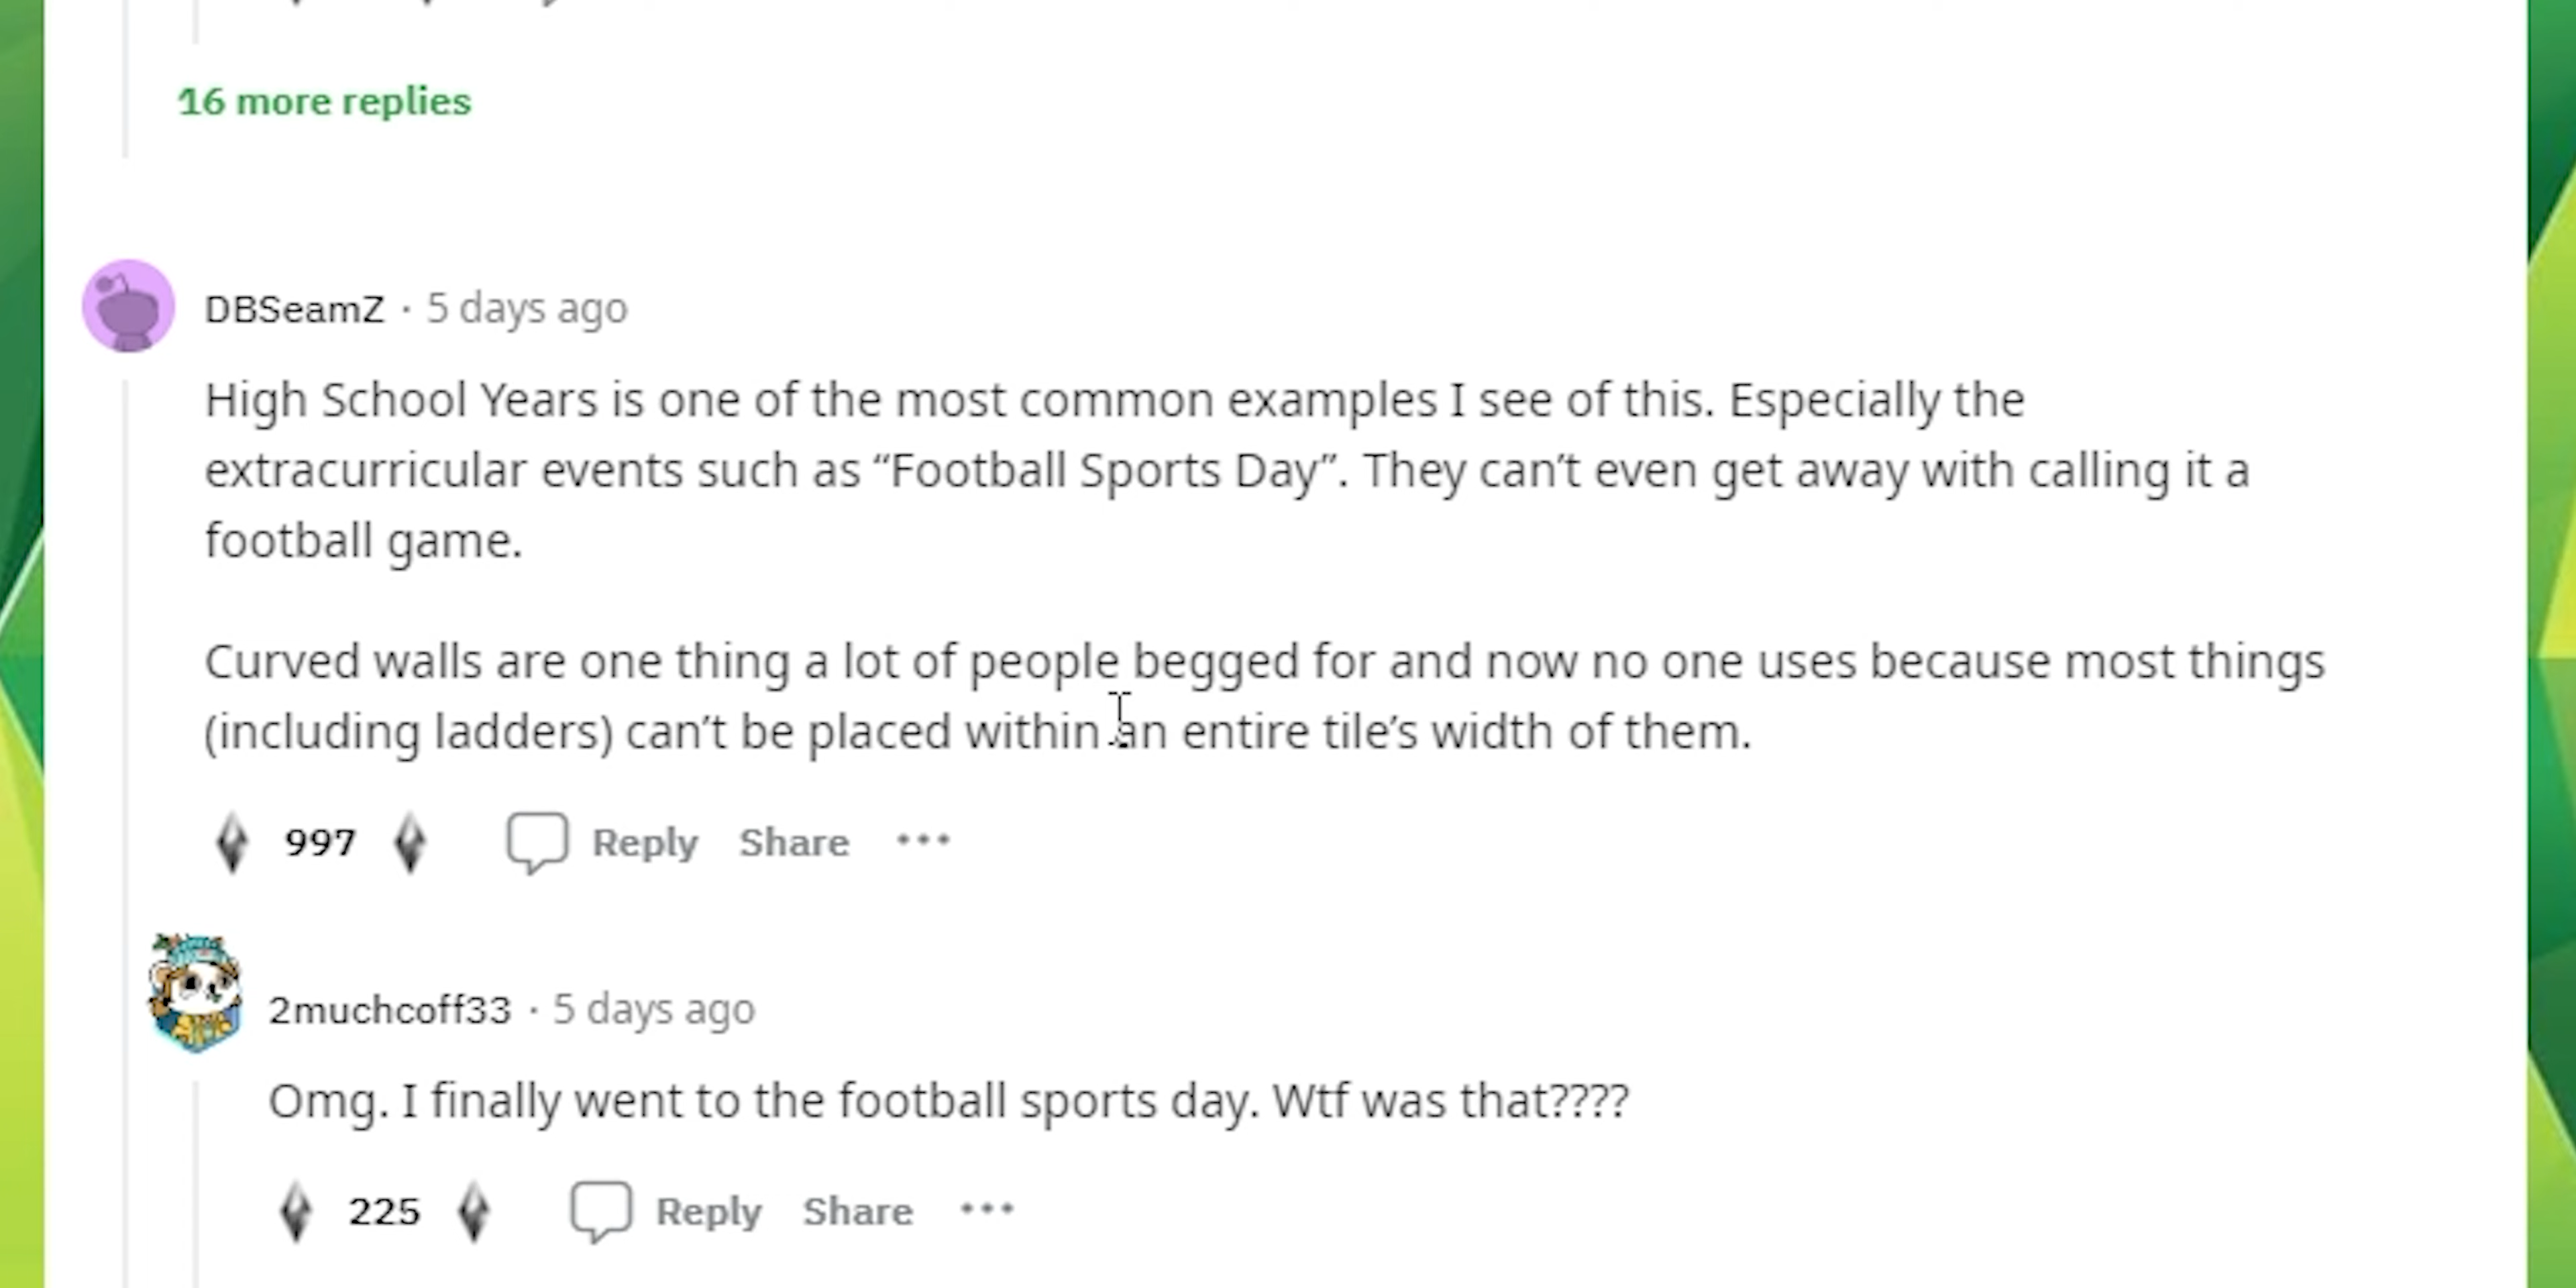 16 more replies
DBSeamZ · 5 days ago
High School Years is one of the most common examples I see of this. Especially the
extracurricular events such as “Football Sports Day”. They can’t even get away with calling it a
football game.
Curved walls are one thing a lot of people begged for and now no one uses because most things
(including ladders) can’t be placed within an entire tile’s width of them.
997 Reply Share
2muchcoff33 · 5 days ago
Omg. I finally went to the football sports day. Wtf was that????
225 Reply Share